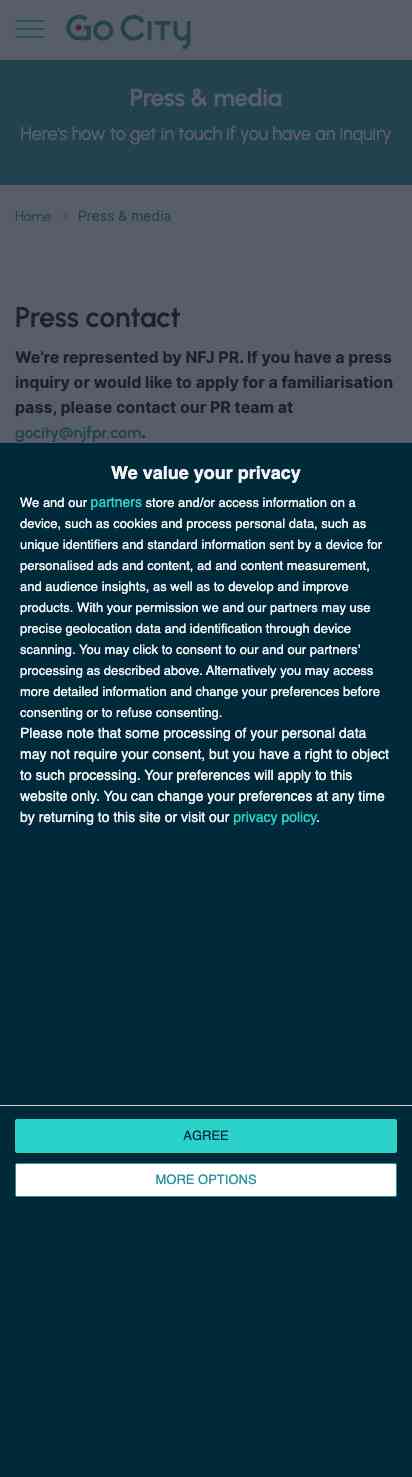 Go City
Press & media
Here's how to get in touch if you have an inquiry
Home › Press & media
Press contact
We're represented by NFJ PR. If you have a press
inquiry or would like to apply for a familiarisation
pass, please contact our PR team at
gocity@njfpr.com.
We value your privacy
We and our partners store and/or access information on a
device, such as cookies and process personal data, such as
unique identifiers and standard information sent by a device for
personalised ads and content, ad and content measurement,
and audience insights, as well as to develop and improve
products. With your permission we and our partners may use
precise geolocation data and identification through device
scanning. You may click to consent to our and our partners'
processing as described above. Alternatively you may access
more detailed information and change your preferences before
consenting or to refuse consenting.
Please note that some processing of your personal data
may not require your consent, but you have a right to object
to such processing. Your preferences will apply to this
website only. You can change your preferences at any time
by returning to this site or visit our privacy policy.
AGREE
MORE OPTIONS